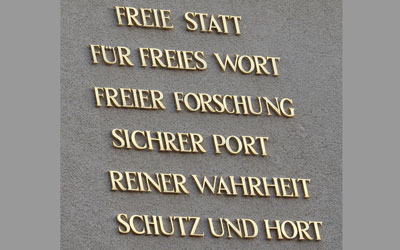 FREIE STATT
FÜR FREIES WORT
FREIER FORSCHUNG
SICHRER PORT
REINER WAHRHEIT
SCHUTZ UND HORT